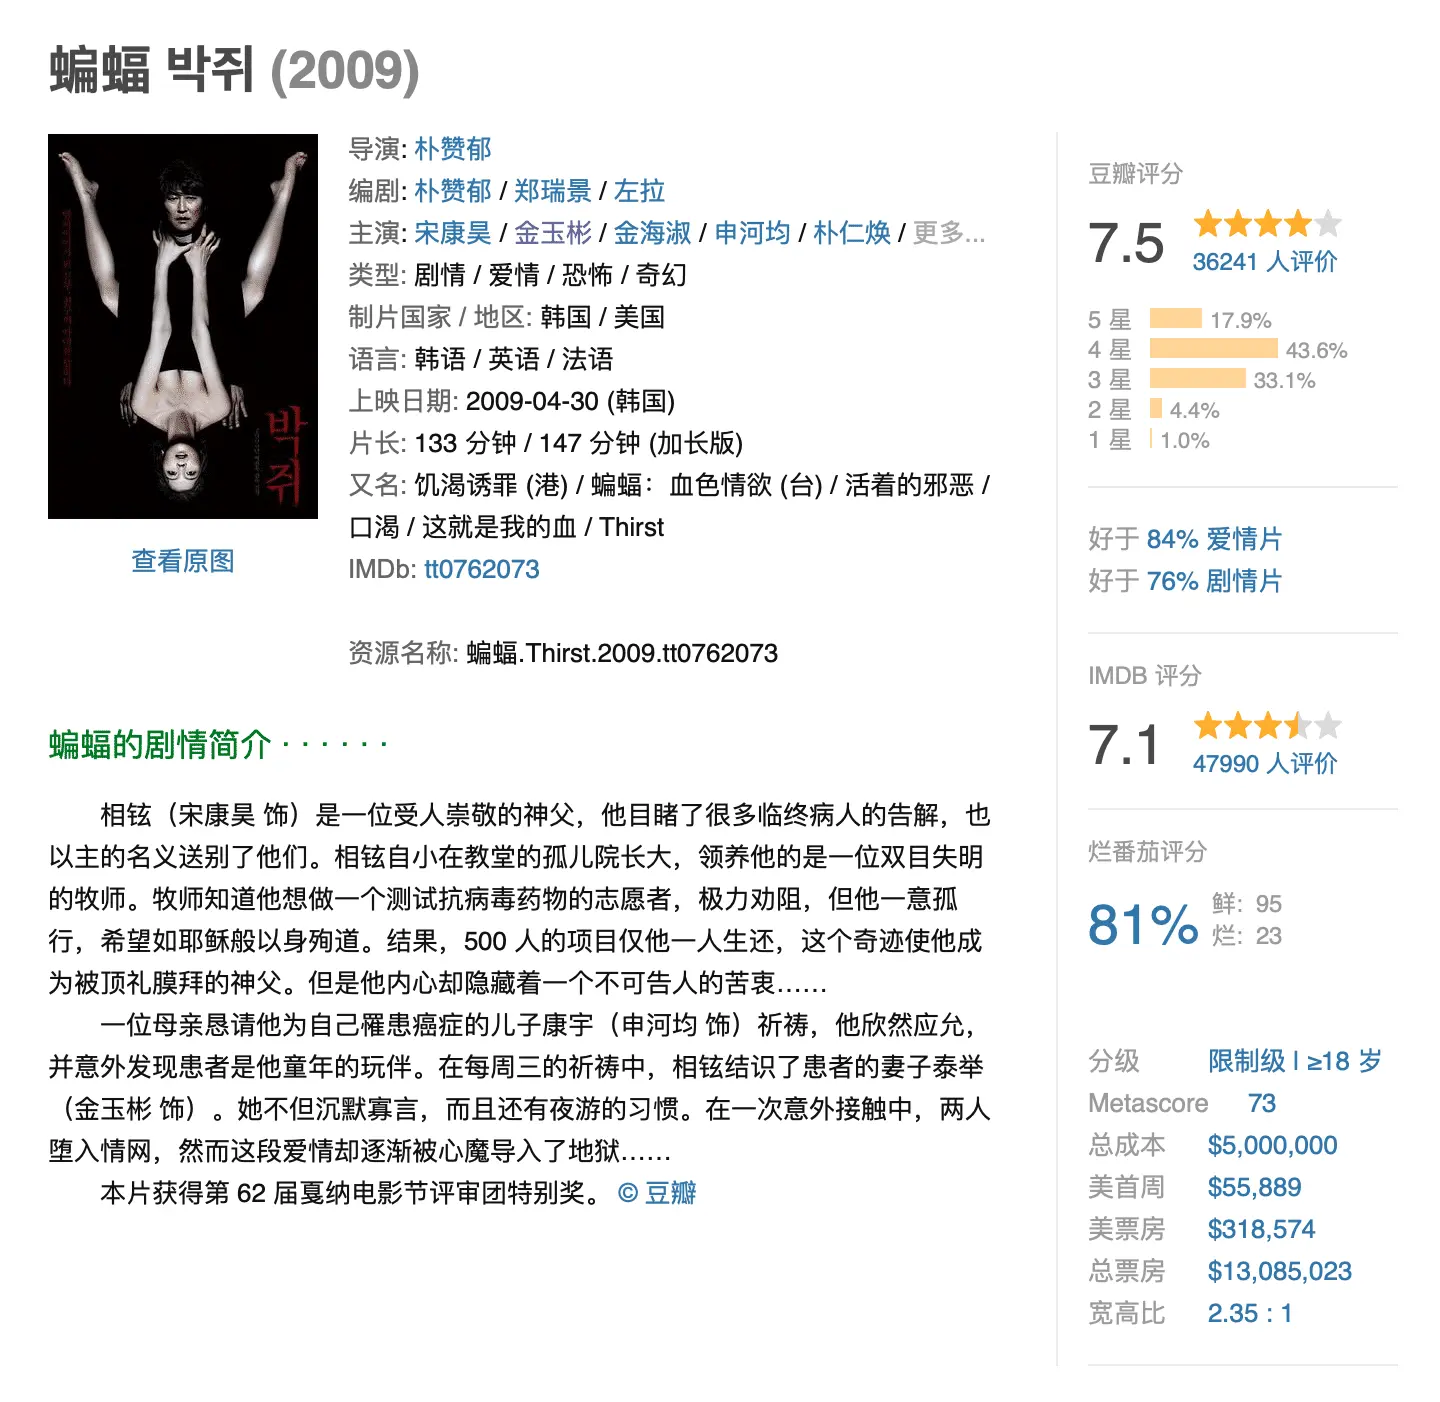 蝙蝠 박쥐 (2009)
박쥐
查看原图
导演: 朴赞郁
编剧: 朴赞郁 / 郑瑞景 / 左拉
主演: 宋康昊 / 金玉彬 / 金海淑 / 申河均 / 朴仁焕 / 更多...
类型: 剧情 / 爱情 / 恐怖 / 奇幻
制片国家 / 地区: 韩国 / 美国
语言: 韩语 / 英语 / 法语
上映日期: 2009-04-30 (韩国)
片长: 133 分钟 / 147 分钟 (加长版)
又名: 饥渴诱罪 (港) / 蝙蝠：血色情欲 (台) / 活着的邪恶 /
口渴 / 这就是我的血 / Thirst
IMDb: tt0762073
资源名称: 蝙蝠.Thirst.2009.tt0762073
蝙蝠的剧情简介 · · · · · ·
相铉（宋康昊 饰）是一位受人崇敬的神父，他目睹了很多临终病人的告解，也
以主的名义送别了他们。相铉自小在教堂的孤儿院长大，领养他的是一位双目失明
的牧师。牧师知道他想做一个测试抗病毒药物的志愿者，极力劝阻，但他一意孤
行，希望如耶稣般以身殉道。结果，500 人的项目仅他一人生还，这个奇迹使他成
为被顶礼膜拜的神父。但是他内心却隐藏着一个不可告人的苦衷……
一位母亲恳请他为自己罹患癌症的儿子康宇（申河均 饰）祈祷，他欣然应允，
并意外发现患者是他童年的玩伴。在每周三的祈祷中，相铉结识了患者的妻子泰举
（金玉彬 饰）。她不但沉默寡言，而且还有夜游的习惯。在一次意外接触中，两人
堕入情网，然而这段爱情却逐渐被心魔导入了地狱……
本片获得第 62 届戛纳电影节评审团特别奖。 © 豆瓣
豆瓣评分
7.5
36241 人评价
5 星 17.9%
4 星 43.6%
3 星 33.1%
2 星 4.4%
1 星 1.0%
好于 84% 爱情片
好于 76% 剧情片
IMDB 评分
7.1
47990 人评价
烂番茄评分
81%
鲜: 95
烂: 23
分级 限制级 | ≥18 岁
Metascore 73
总成本 $5,000,000
美首周 $55,889
美票房 $318,574
总票房 $13,085,023
宽高比 2.35 : 1